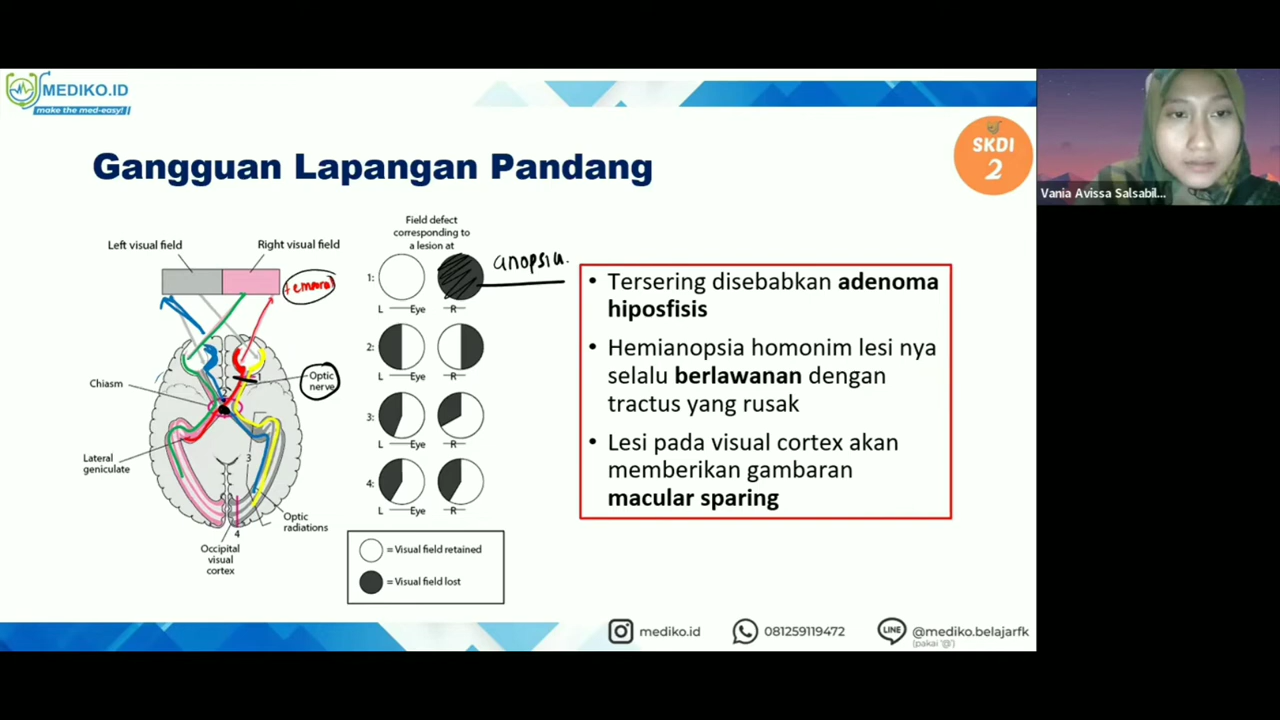 MEDIKO.ID
make the med-easy!
SKDI
2
Vania Avissa Salsabil...
Gangguan Lapangan Pandang
Left visual field
Right visual field
temporal
Chiasm
Optic
nerve
Lateral
geniculate
3
Optic
radiations
4
Occipital
visual
cortex
Field defect
corresponding to
a lesion at
1:
anopsia.
L Eye R
2:
L Eye R
3:
L Eye R
4:
L Eye R
= Visual field retained
= Visual field lost
• Tersering disebabkan adenoma
hiposfisis
• Hemianopsia homonim lesi nya
selalu berlawanan dengan
tractus yang rusak
• Lesi pada visual cortex akan
memberikan gambaran
macular sparing
mediko.id
081259119472
LINE
@mediko.belajarfk
(pakai '@')